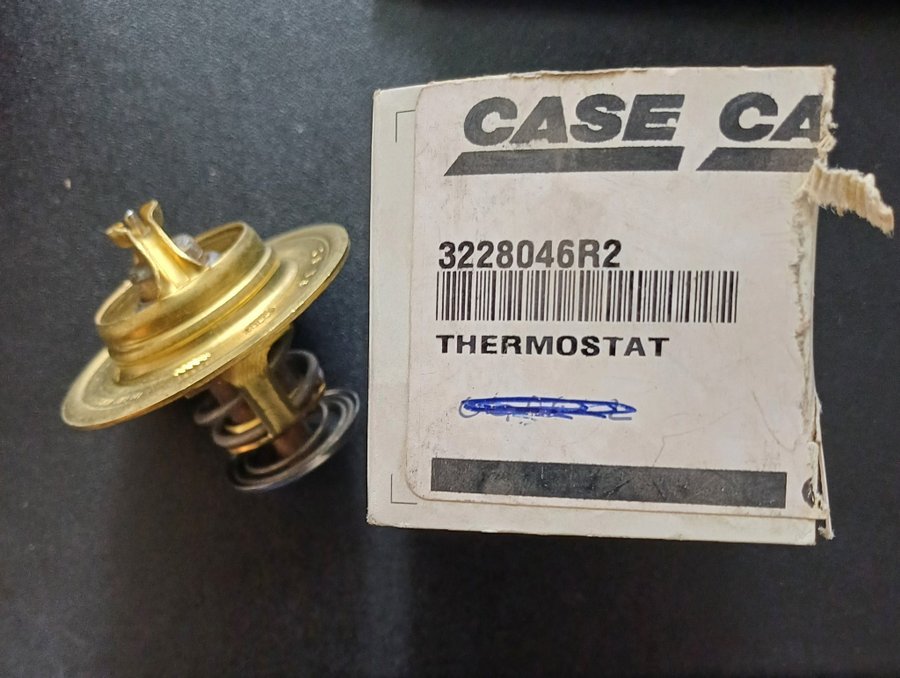 CASE CA
3228046R2
THERMOSTAT